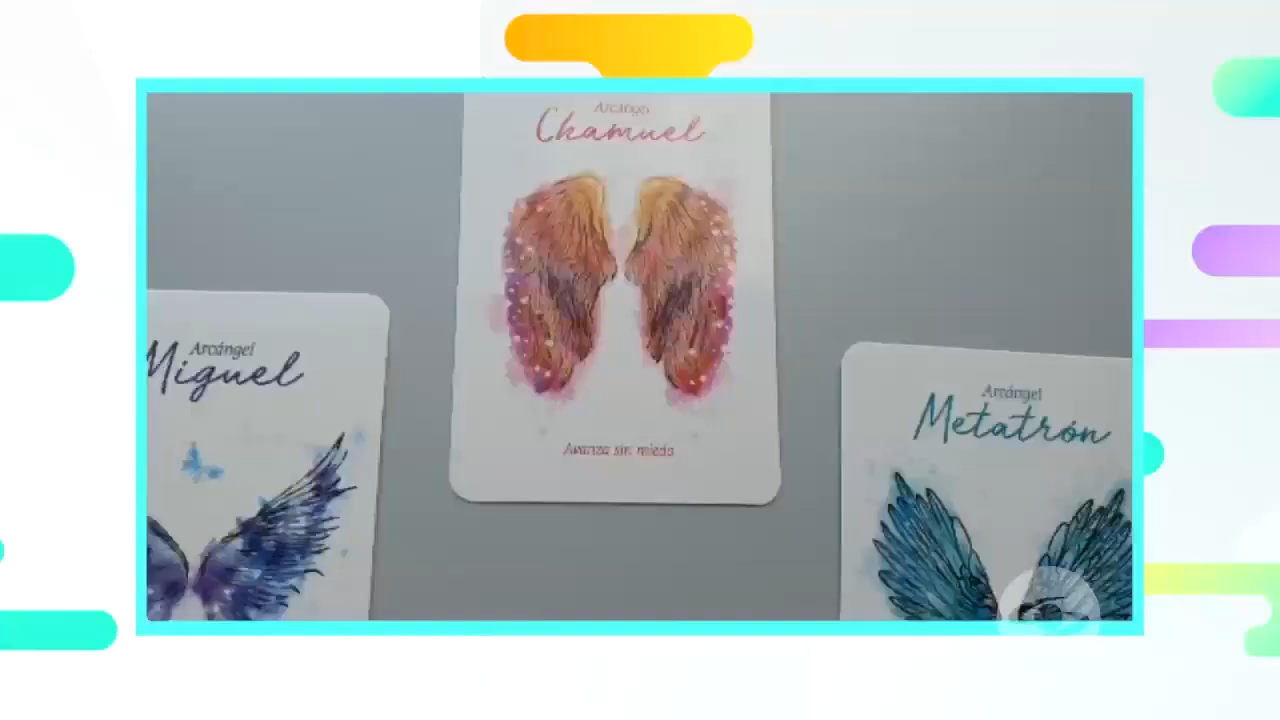 Arcángel
Chamuel
Avanza sin miedo
Arcángel
Miguel
Arcángel
Metatrón